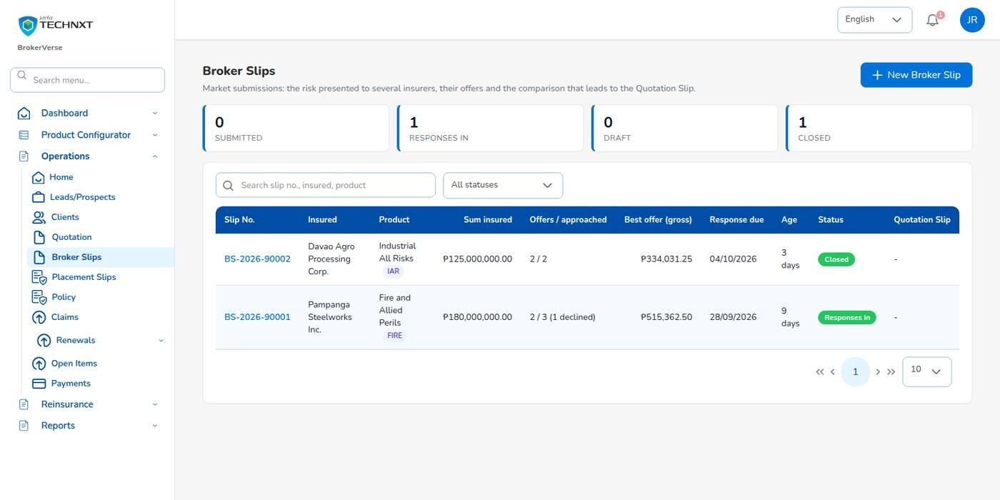 iorta
TECHNXT
BrokerVerse
Search menu...
Dashboard
Product Configurator
Operations
Home
Leads/Prospects
Clients
Quotation
Broker Slips
Placement Slips
Policy
Claims
Renewals
Open Items
Payments
Reinsurance
Reports
English
1
JR
Broker Slips
Market submissions: the risk presented to several insurers, their offers and the comparison that leads to the Quotation Slip.
New Broker Slip
0
SUBMITTED
1
RESPONSES IN
0
DRAFT
1
CLOSED
Search slip no., insured, product
All statuses
Slip No. Insured Product Sum insured Offers / approached Best offer (gross) Response due Age Status Quotation Slip
BS-2026-90002
Davao Agro
Processing
Corp.
Industrial
All Risks
IAR
₱125,000,000.00
2 / 2
₱334,031.25
04/10/2026
3
days
Closed
-
BS-2026-90001
Pampanga
Steelworks
Inc.
Fire and
Allied
Perils
FIRE
₱180,000,000.00
2 / 3 (1 declined)
₱515,362.50
28/09/2026
9
days
Responses In
-
1
10